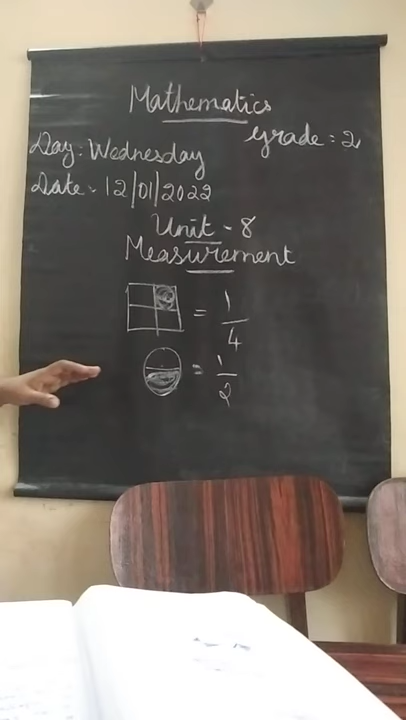 Mathematics
Grade = 2
Day: Wednesday
Date - 12/01/2022
Unit - 8
Measurement
= 1/4
= 1/2